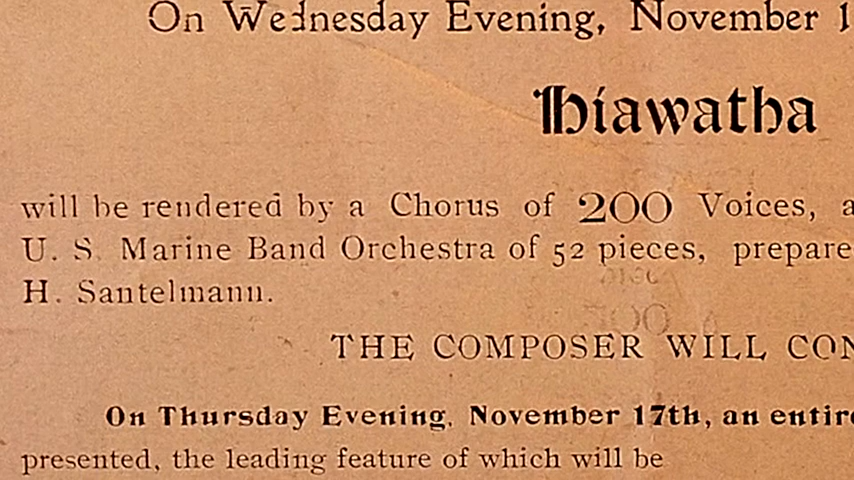 On Wednesday Evening, November 1
Hiawatha
will be rendered by a Chorus of 200 Voices, a
U. S. Marine Band Orchestra of 52 pieces, prepare
H. Santelmann.
THE COMPOSER WILL CON
On Thursday Evening, November 17th, an entire
presented, the leading feature of which will be